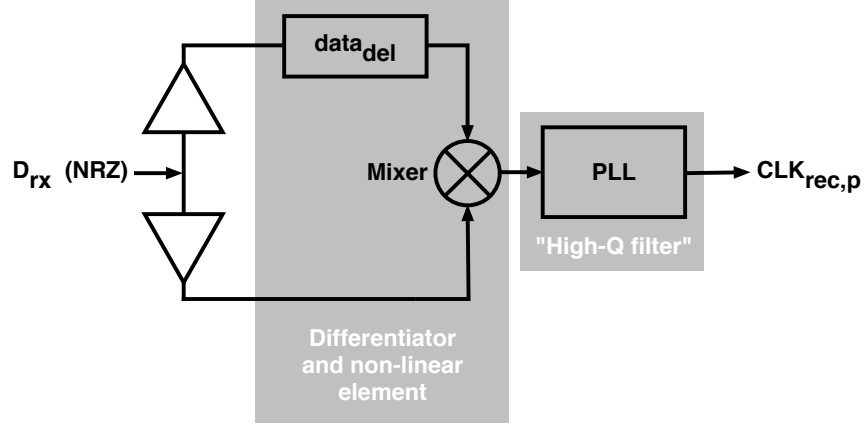 data_del
D_rx (NRZ)
Mixer
PLL
CLK_rec,p
"High-Q filter"
Differentiator
and non-linear
element